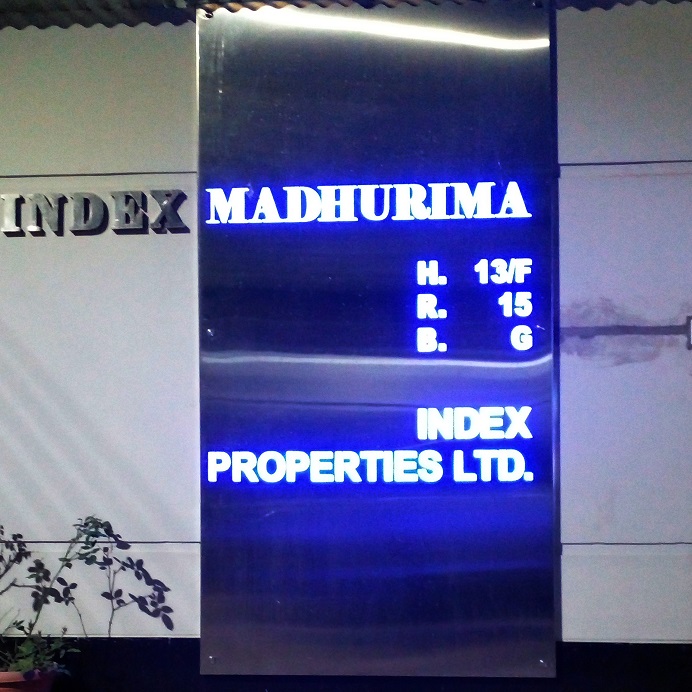 INDEX MADHURIMA
H. 13/F
R. 15
B. G
INDEX
PROPERTIES LTD.